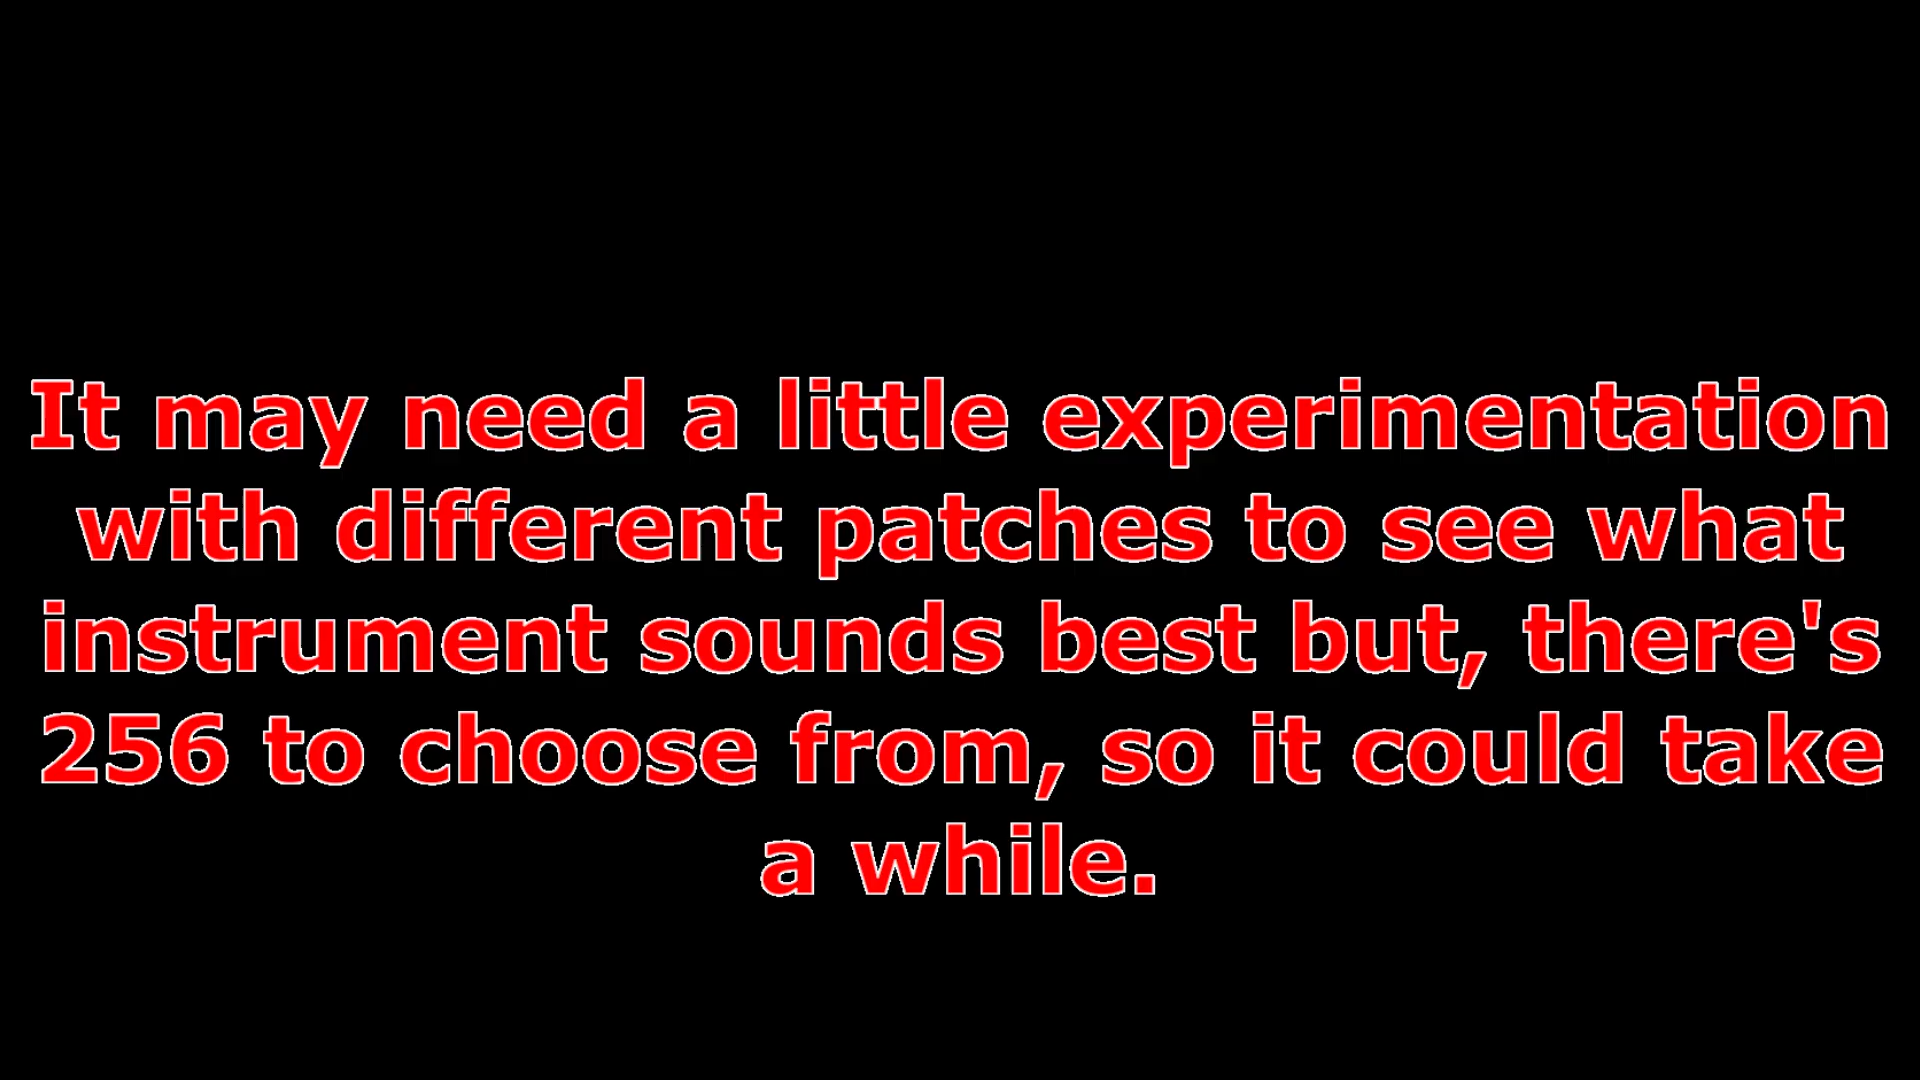 It may need a little experimentation
with different patches to see what
instrument sounds best but, there's
256 to choose from, so it could take
a while.